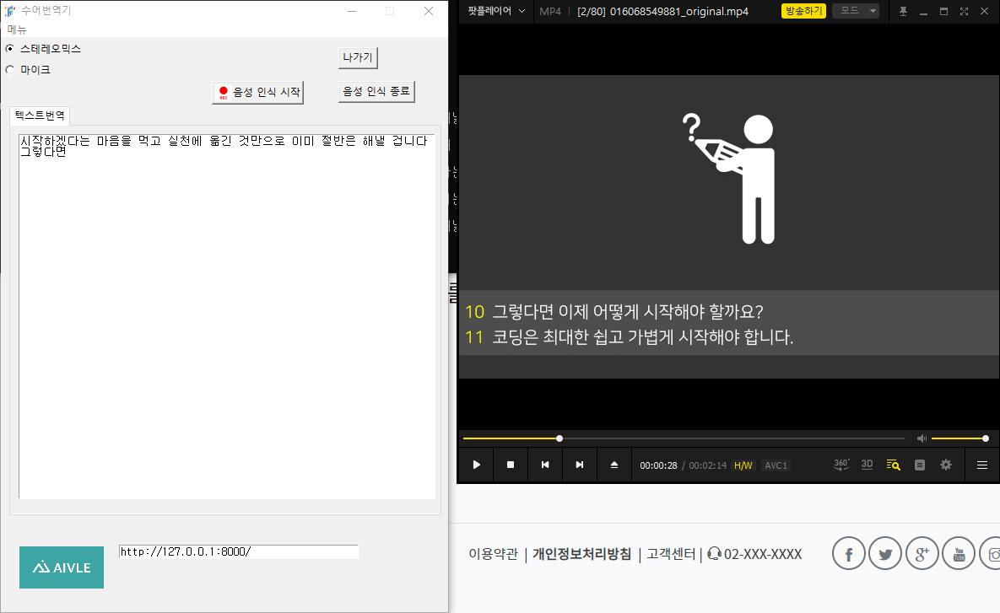 수어번역기
메뉴
스테레오믹스
마이크
나가기
REC 음성 인식 시작
음성 인식 종료
텍스트번역
시작하겠다는 마음을 먹고 실천에 옮긴 것만으로 이미 절반은 해낼 겁니다
그렇다면
AIVLE
http://127.0.0.1:8000/
팟플레이어 MP4 [2/80] 016068549881_original.mp4 방송하기 모드
?
10 그렇다면 이제 어떻게 시작해야 할까요?
11 코딩은 최대한 쉽고 가볍게 시작해야 합니다.
00:00:28 / 00:02:14 H/W AVC1 360° 3D
이용약관 | 개인정보처리방침 | 고객센터 | 02-XXX-XXXX
f g+ You Tube